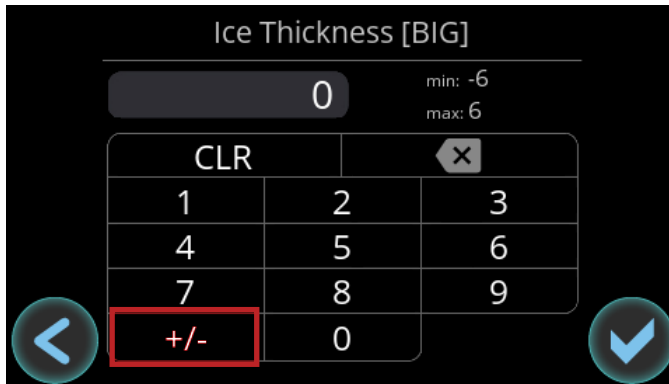 Ice Thickness [BIG]
0 min: -6
max: 6
CLR
1 2 3
4 5 6
7 8 9
+/- 0